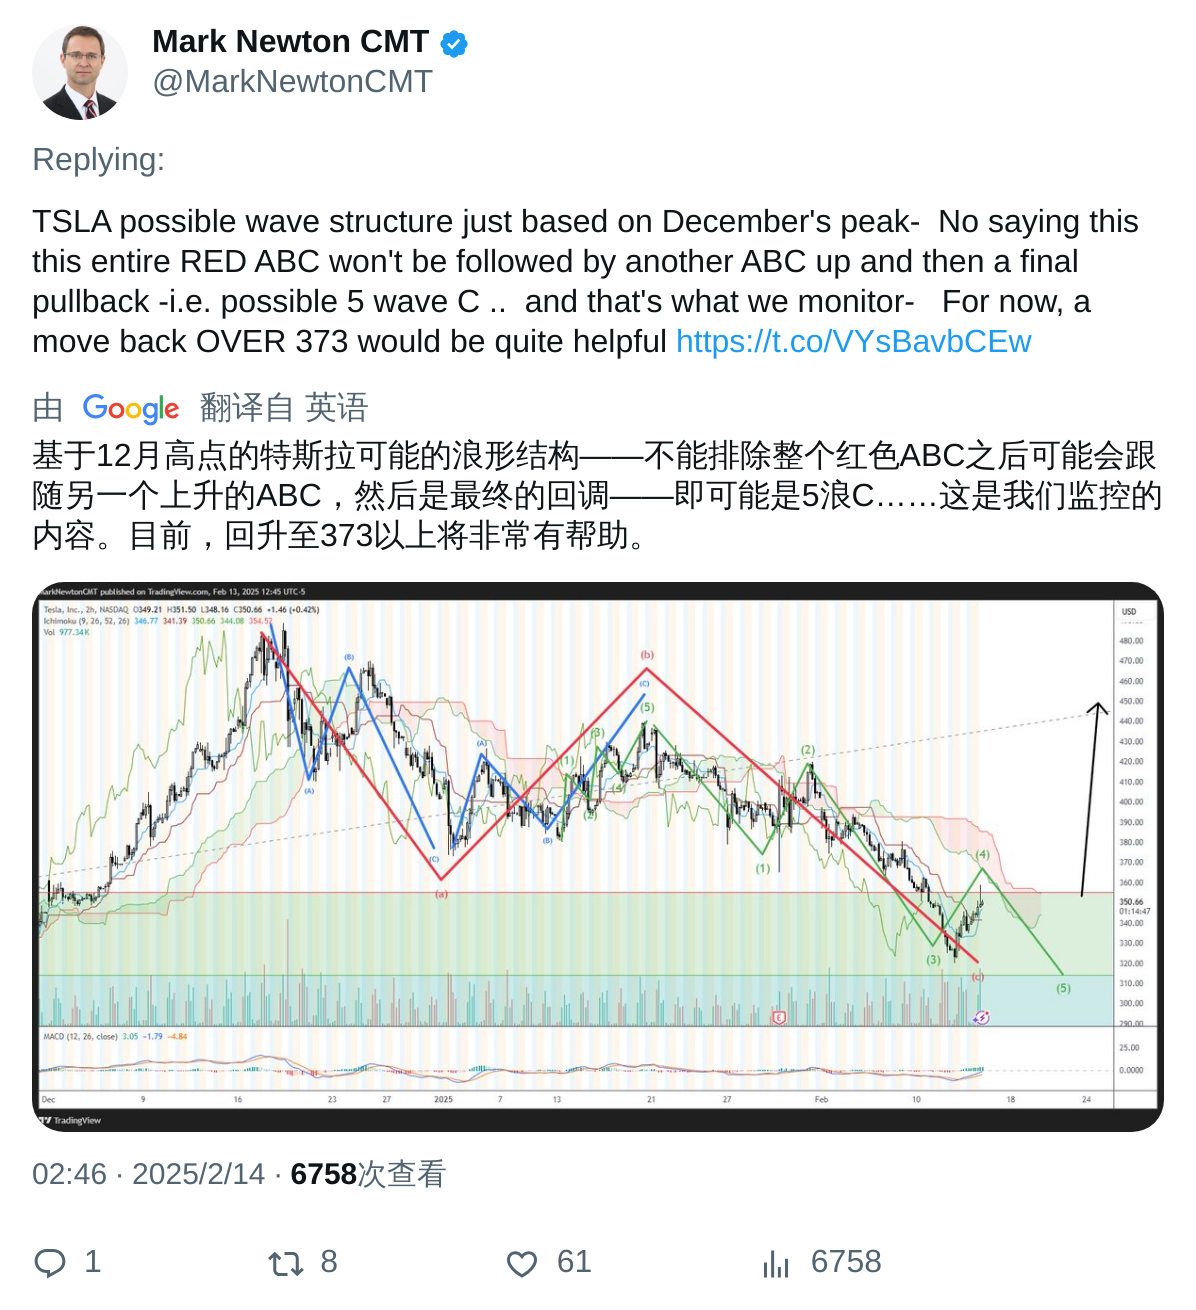 Mark Newton CMT
@MarkNewtonCMT
Replying:
TSLA possible wave structure just based on December's peak-  No saying this
this entire RED ABC won't be followed by another ABC up and then a final
pullback -i.e. possible 5 wave C ..  and that's what we monitor-   For now, a
move back OVER 373 would be quite helpful https://t.co/VYsBavbCEw
由 Google 翻译自 英语
基于12月高点的特斯拉可能的浪形结构——不能排除整个红色ABC之后可能会跟
随另一个上升的ABC，然后是最终的回调——即可能是5浪C……这是我们监控的
内容。目前，回升至373以上将非常有帮助。
arkNewtonCMT published on TradingView.com, Feb 13, 2025 12:45 UTC-5
Tesla, Inc., 2h, NASDAQ O349.21 H351.50 L348.16 C350.66 +1.46 (+0.42%)
USD
Ichimoku (9, 26, 52, 26) 346.77 341.39 350.66 344.08 354.52
Vol 977.34K
480.00
470.00
460.00
450.00
440.00
430.00
420.00
410.00
400.00
390.00
380.00
370.00
360.00
350.66
01:14:47
340.00
330.00
320.00
310.00
300.00
290.00
(b)
(B)
(C)
(5)
(3)
(A)
(2)
(1)
(A)
(4)
(2)
(B)
(C)
(a)
(1)
(4)
(3)
(c)
(5)
E
MACD (12, 26, close) 3.05 -1.79 -4.84
25.00
0.0000
Dec 9 16 23 27 2025 7 13 21 27 Feb 10 18 24
TradingView
02:46 · 2025/2/14 · 6758次查看
1 8 61 6758